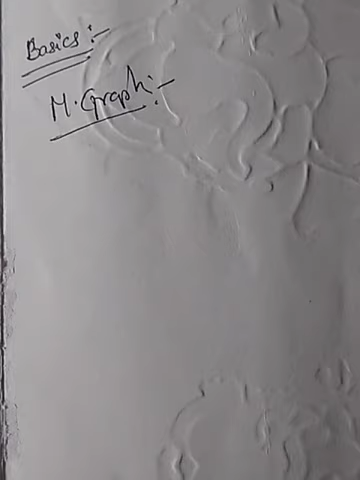 Basics :-
M. Graph :-